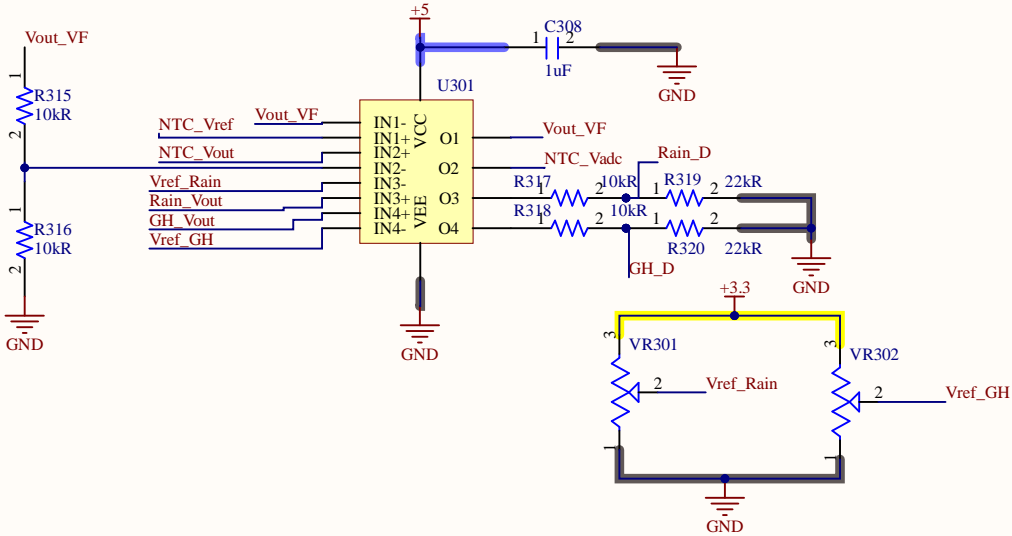 +5
C308
1 2
1uF
GND
Vout_VF
1
R315
10kR
2
1
R316
10kR
2
GND
U301
Vout_VF
NTC_Vref
NTC_Vout
Vref_Rain
Rain_Vout
GH_Vout
Vref_GH
IN1-
IN1+
IN2+
IN2-
IN3-
IN3+
IN4+
IN4-
VCC
VEE
O1
O2
O3
O4
GND
Vout_VF
NTC_Vadc
Rain_D
R317
1 2
10kR
1
R319
2
22kR
R318
1 2
10kR
1
R320
2
22kR
GH_D
GND
+3.3
3
VR301
2
Vref_Rain
1
3
VR302
2
Vref_GH
1
GND